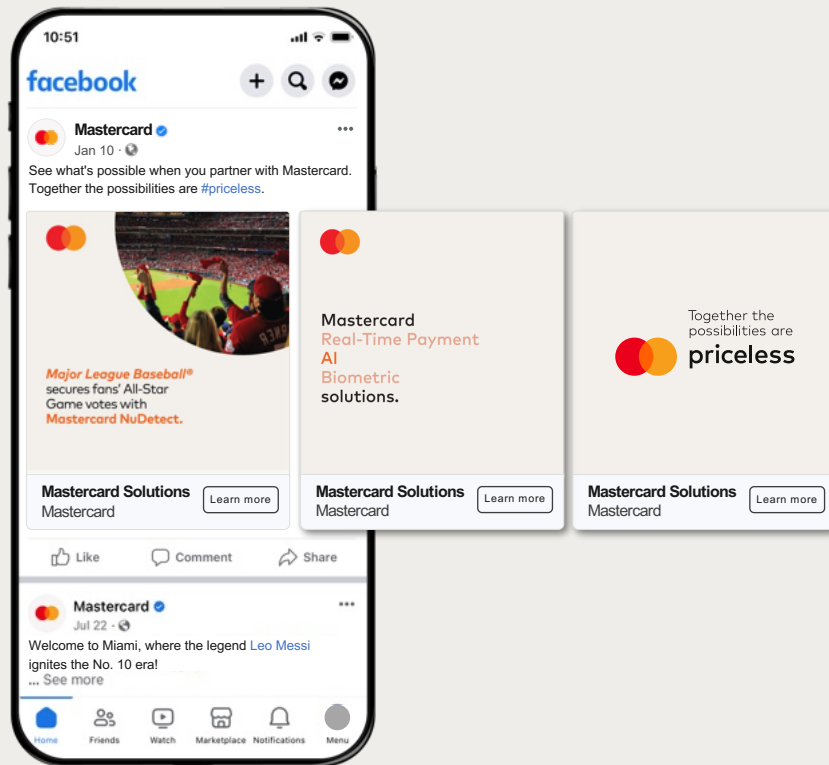 10:51
facebook
Mastercard
Jan 10 ·
See what's possible when you partner with Mastercard.
Together the possibilities are #priceless.
Major League Baseball®
secures fans' All-Star
Game votes with
Mastercard NuDetect.
Mastercard Solutions
Mastercard
Learn more
Mastercard
Real-Time Payment
AI
Biometric
solutions.
Mastercard Solutions
Mastercard
Learn more
Together the
possibilities are
priceless
Mastercard Solutions
Mastercard
Learn more
Like
Comment
Share
Mastercard
Jul 22 ·
Welcome to Miami, where the legend Leo Messi
ignites the No. 10 era!
... See more
Home
Friends
Watch
Marketplace
Notifications
Menu